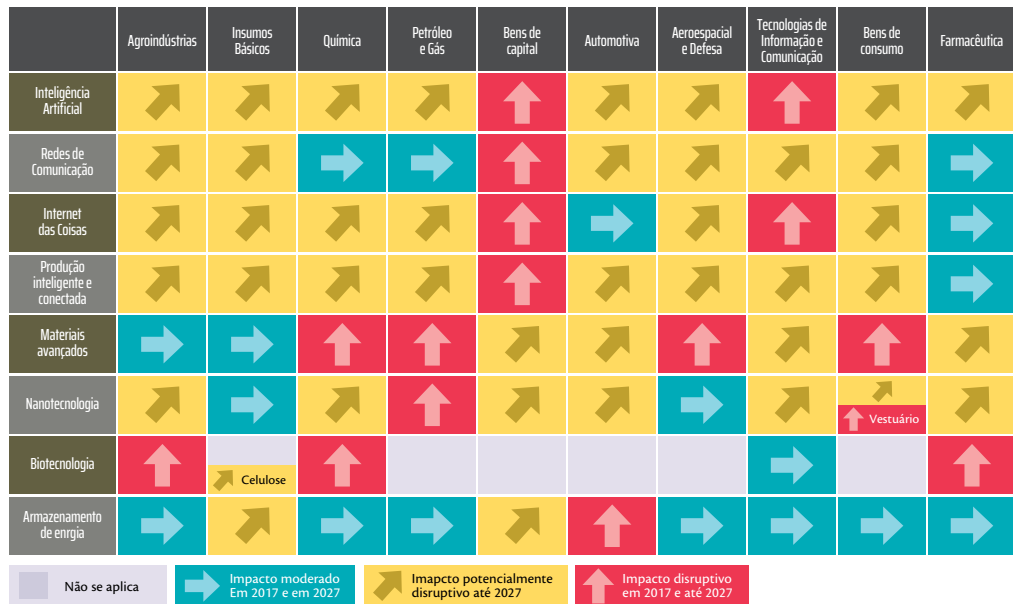 Agroindústrias
Insumos
Básicos
Química
Petróleo
e Gás
Bens de
capital
Automotiva
Aeroespacial
e Defesa
Tecnologias de
Informação e
Comunicação
Bens de
consumo
Farmacêutica
Inteligência
Artificial
Redes de
Comunicação
Internet
das Coisas
Produção
inteligente e
conectada
Materiais
avançados
Nanotecnologia
Vestuário
Biotecnologia
Celulose
Armazenamento
de enrgia
Não se aplica
Impacto moderado
Em 2017 e em 2027
Imapcto potencialmente
disruptivo até 2027
Impacto disruptivo
em 2017 e até 2027